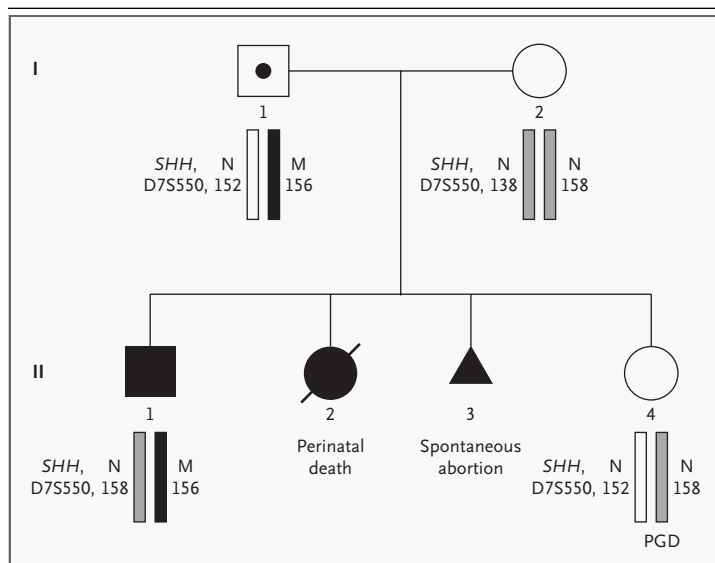 I
1
2
SHH, N M
D7S550, 152 156
SHH, N N
D7S550, 138 158
II
1
2
3
4
Perinatal
death
Spontaneous
abortion
SHH, N M
D7S550, 158 156
SHH, N N
D7S550, 152 158
PGD